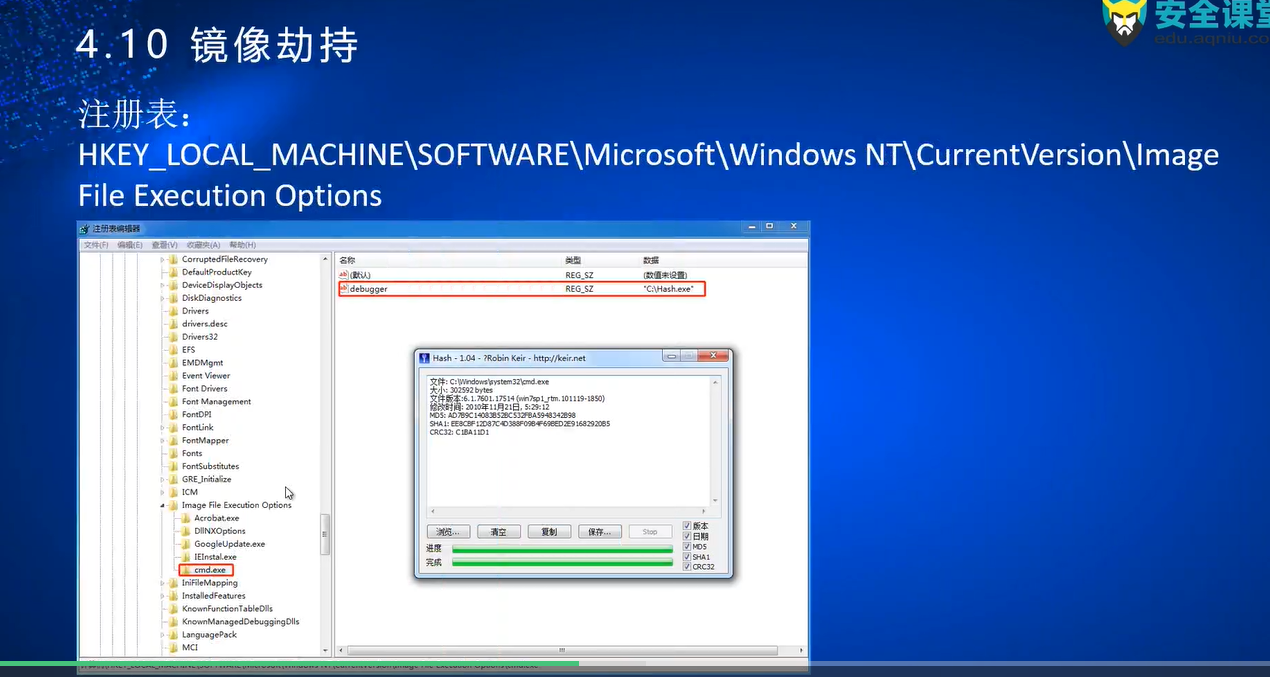 安全课堂
edu.aqniu.co
4.10 镜像劫持
注册表：
HKEY_LOCAL_MACHINE\SOFTWARE\Microsoft\Windows NT\CurrentVersion\Image
File Execution Options
注册表编辑器
文件(F) 编辑(E) 查看(V) 收藏夹(A) 帮助(H)
CorruptedFileRecovery
DefaultProductKey
DeviceDisplayObjects
DiskDiagnostics
Drivers
drivers.desc
Drivers32
EFS
EMDMgmt
Event Viewer
Font Drivers
Font Management
FontDPI
FontLink
FontMapper
Fonts
FontSubstitutes
GRE_Initialize
ICM
Image File Execution Options
Acrobat.exe
DllNXOptions
GoogleUpdate.exe
IEInstal.exe
cmd.exe
IniFileMapping
InstalledFeatures
KnownFunctionTableDlls
KnownManagedDebuggingDlls
LanguagePack
MCI
名称 类型 数据
ab (默认) REG_SZ (数值未设置)
ab debugger REG_SZ "C:\Hash.exe"
Hash - 1.04 - ?Robin Keir - http://keir.net
文件: C:\Windows\system32\cmd.exe
大小: 302592 bytes
文件版本:6.1.7601.17514 (win7sp1_rtm.101119-1850)
修改时间: 2010年11月21日, 5:29:12
MD5: AD7B9C14083B52BC532FBA5948342B98
SHA1: EE8CBF12D87C4D388F09B4F69BED2E91682920B5
CRC32: C1BA11D1
浏览... 清空 复制 保存... Stop
版本
日期
MD5
SHA1
CRC32
进度
完成